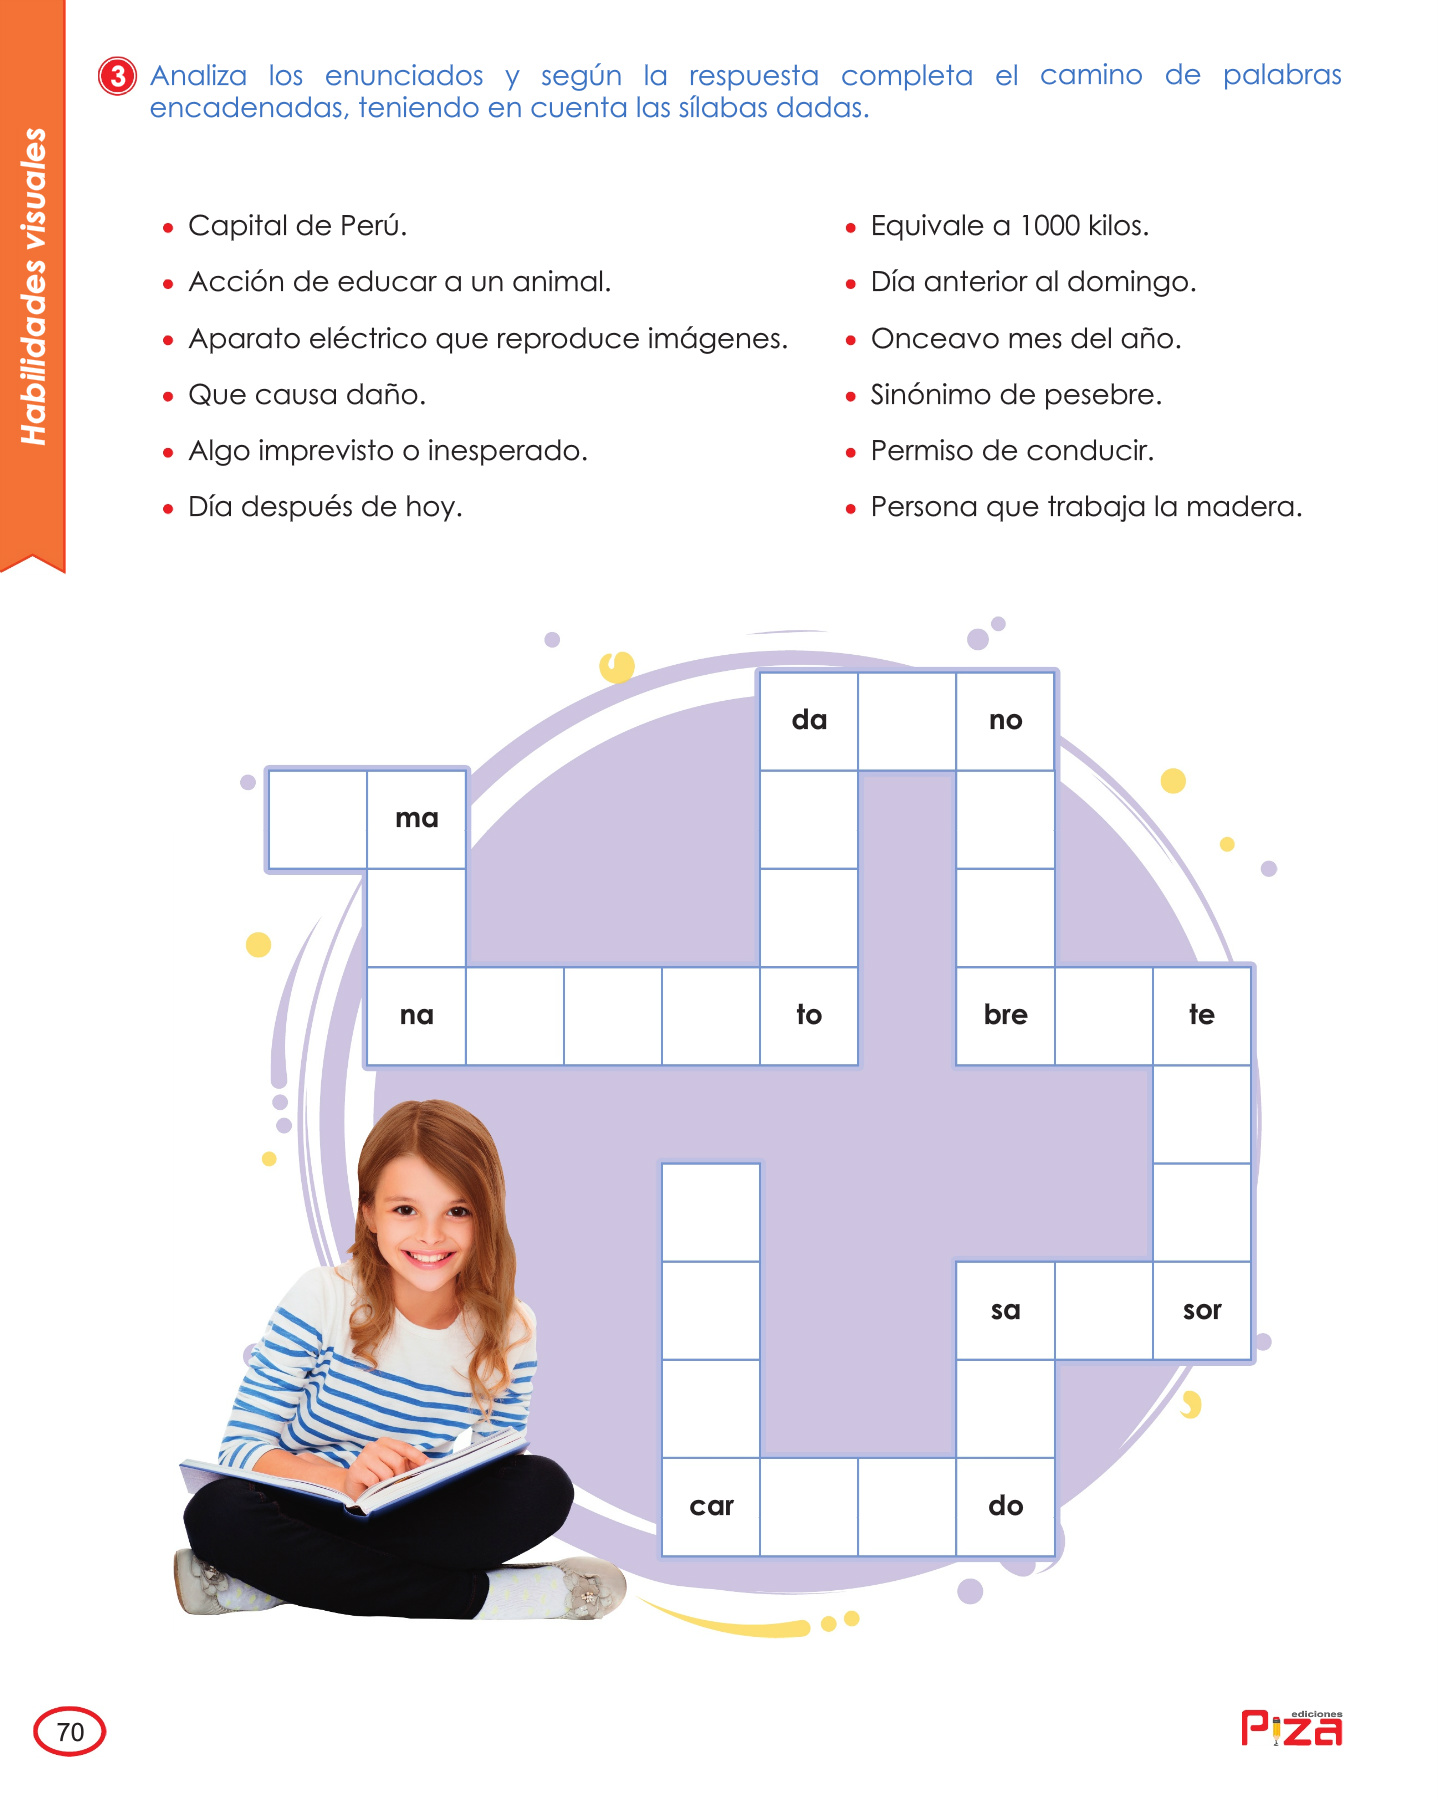 Habilidades visuales
3 Analiza los enunciados y según la respuesta completa el camino de palabras
encadenadas, teniendo en cuenta las sílabas dadas.
• Capital de Perú.
• Acción de educar a un animal.
• Aparato eléctrico que reproduce imágenes.
• Que causa daño.
• Algo imprevisto o inesperado.
• Día después de hoy.
• Equivale a 1000 kilos.
• Día anterior al domingo.
• Onceavo mes del año.
• Sinónimo de pesebre.
• Permiso de conducir.
• Persona que trabaja la madera.
da no
ma
na to bre te
sa sor
car do
70
ediciones
Piza